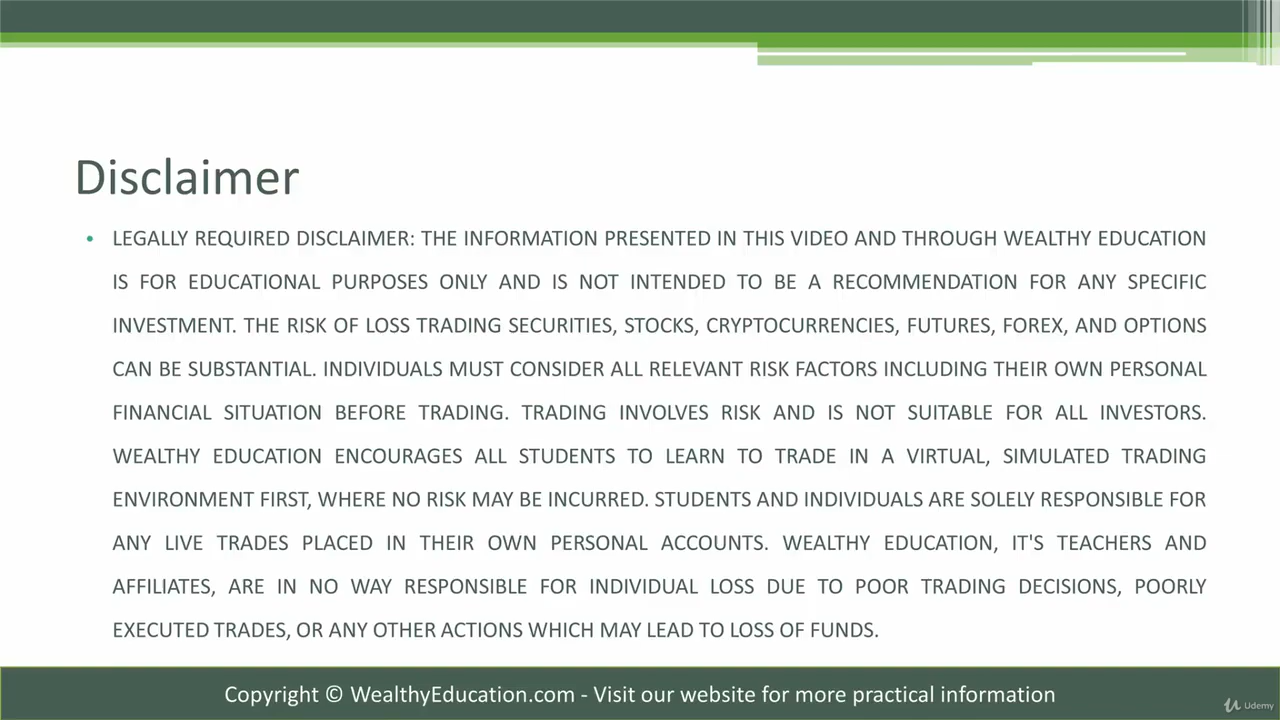 Disclaimer
• LEGALLY REQUIRED DISCLAIMER: THE INFORMATION PRESENTED IN THIS VIDEO AND THROUGH WEALTHY EDUCATION
IS FOR EDUCATIONAL PURPOSES ONLY AND IS NOT INTENDED TO BE A RECOMMENDATION FOR ANY SPECIFIC
INVESTMENT. THE RISK OF LOSS TRADING SECURITIES, STOCKS, CRYPTOCURRENCIES, FUTURES, FOREX, AND OPTIONS
CAN BE SUBSTANTIAL. INDIVIDUALS MUST CONSIDER ALL RELEVANT RISK FACTORS INCLUDING THEIR OWN PERSONAL
FINANCIAL SITUATION BEFORE TRADING. TRADING INVOLVES RISK AND IS NOT SUITABLE FOR ALL INVESTORS.
WEALTHY EDUCATION ENCOURAGES ALL STUDENTS TO LEARN TO TRADE IN A VIRTUAL, SIMULATED TRADING
ENVIRONMENT FIRST, WHERE NO RISK MAY BE INCURRED. STUDENTS AND INDIVIDUALS ARE SOLELY RESPONSIBLE FOR
ANY LIVE TRADES PLACED IN THEIR OWN PERSONAL ACCOUNTS. WEALTHY EDUCATION, IT'S TEACHERS AND
AFFILIATES, ARE IN NO WAY RESPONSIBLE FOR INDIVIDUAL LOSS DUE TO POOR TRADING DECISIONS, POORLY
EXECUTED TRADES, OR ANY OTHER ACTIONS WHICH MAY LEAD TO LOSS OF FUNDS.
Copyright © WealthyEducation.com - Visit our website for more practical information
Udemy